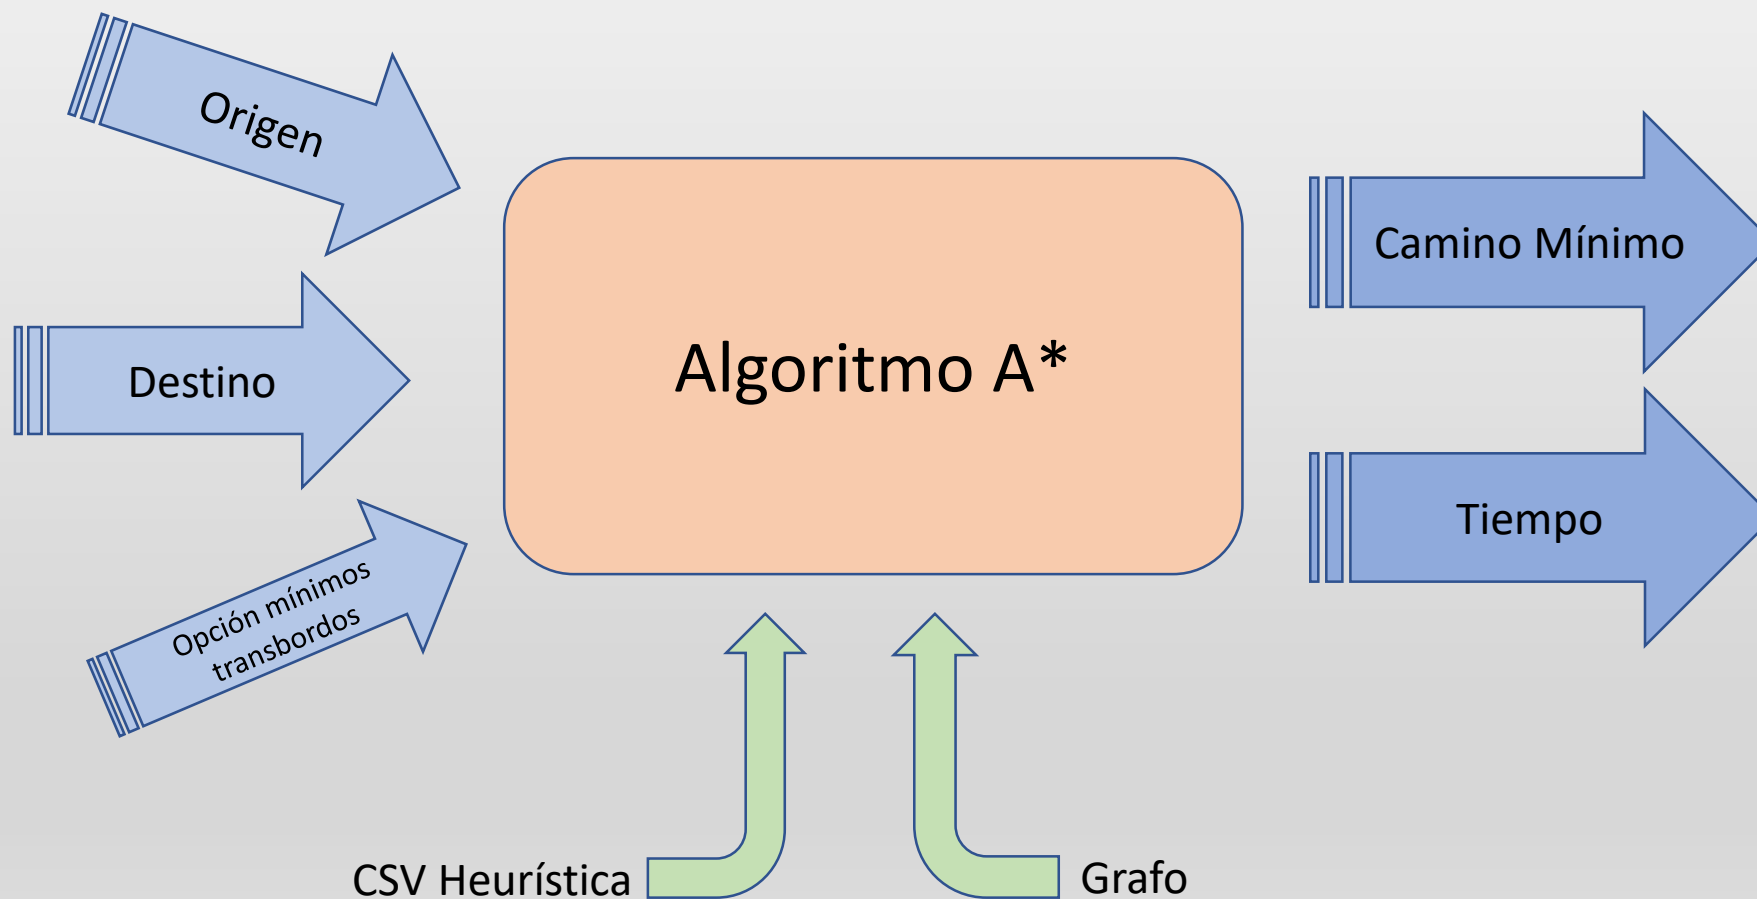 Origen
Destino
Opción mínimos
transbordos
Algoritmo A*
Camino Mínimo
Tiempo
CSV Heurística
Grafo